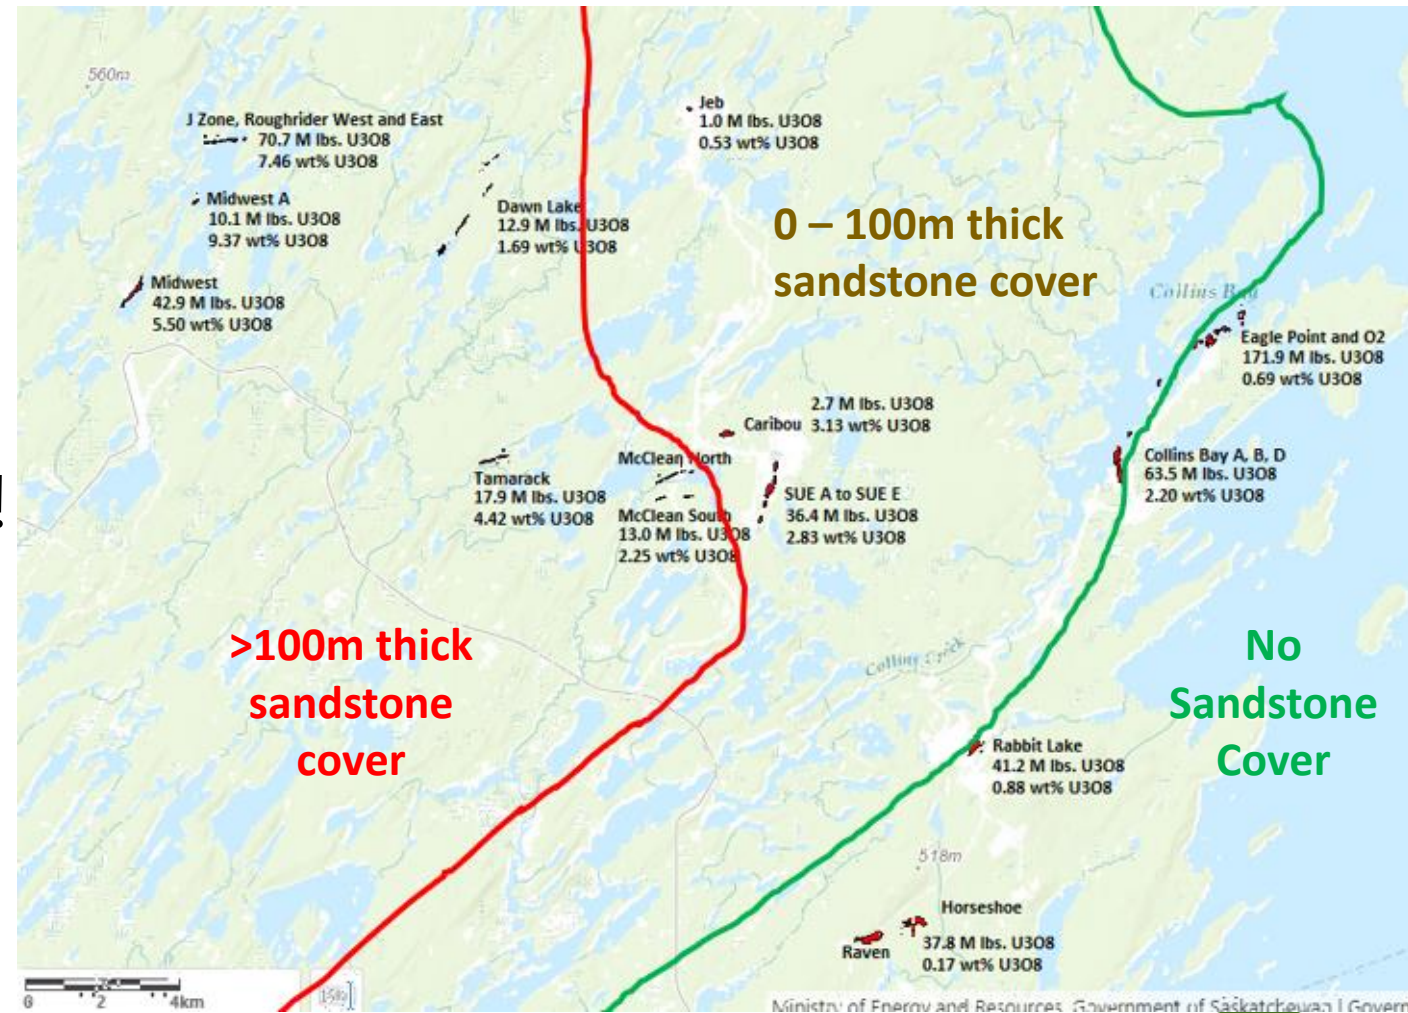 560m
J Zone, Roughrider West and East
70.7 M lbs. U3O8
7.46 wt% U3O8
Jeb
1.0 M lbs. U3O8
0.53 wt% U3O8
Midwest A
10.1 M lbs. U3O8
9.37 wt% U3O8
Dawn Lake
12.9 M lbs. U3O8
1.69 wt% U3O8
0 – 100m thick
sandstone cover
Midwest
42.9 M lbs. U3O8
5.50 wt% U3O8
Collins Bay
Eagle Point and O2
171.9 M lbs. U3O8
0.69 wt% U3O8
2.7 M lbs. U3O8
Caribou 3.13 wt% U3O8
McClean North
Tamarack
17.9 M lbs. U3O8
4.42 wt% U3O8
McClean South
13.0 M lbs. U3O8
2.25 wt% U3O8
SUE A to SUE E
36.4 M lbs. U3O8
2.83 wt% U3O8
Collins Bay A, B, D
63.5 M lbs. U3O8
2.20 wt% U3O8
!
>100m thick
sandstone
cover
Collins Creek
No
Sandstone
Cover
Rabbit Lake
41.2 M lbs. U3O8
0.88 wt% U3O8
518m
Horseshoe
Raven
37.8 M lbs. U3O8
0.17 wt% U3O8
0 2 4km
Ministry of Energy and Resources, Government of Saskatchewan | Govern